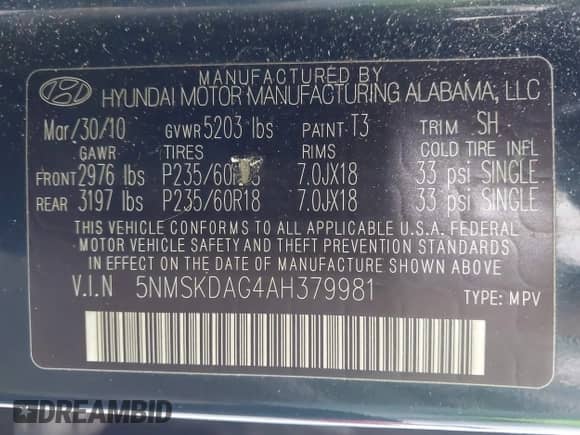 MANUFACTURED BY
HYUNDAI MOTOR MANUFACTURING ALABAMA, LLC
Mar/30/10 GVWR 5203 lbs PAINT T3 TRIM SH
GAWR TIRES RIMS COLD TIRE INFL
FRONT 2976 lbs 7.0JX18 33 psi SINGLE
REAR 3197 lbs P235/60R18 7.0JX18 33 psi SINGLE
THIS VEHICLE CONFORMS TO ALL APPLICABLE U.S.A. FEDERAL
MOTOR VEHICLE SAFETY AND THEFT PREVENTION STANDARDS
IN EFFECT ON THE DATE OF MANUFACTURE SHOWN ABOVE
V.I.N 5NMSKDAG4AH379981 TYPE: MPV
DREAMBID